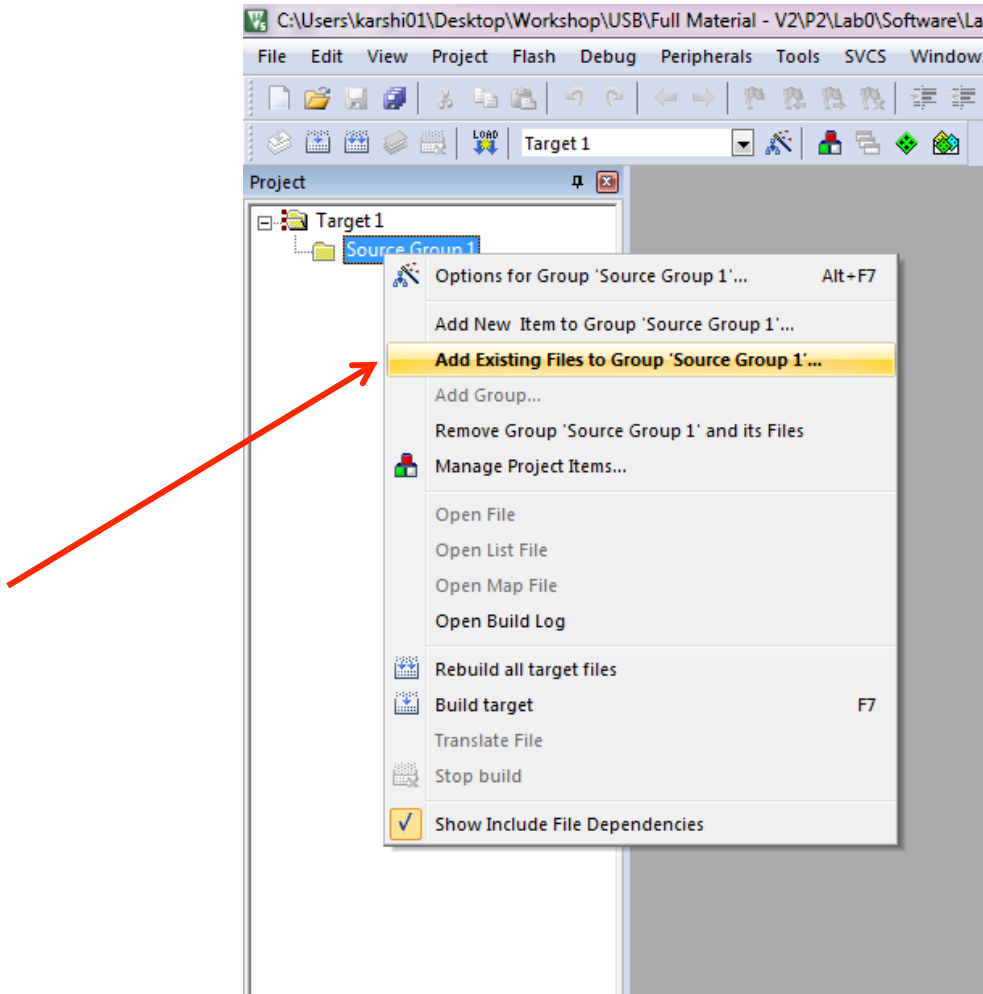 C:\Users\karshi01\Desktop\Workshop\USB\Full Material - V2\P2\Lab0\Software\La
File Edit View Project Flash Debug Peripherals Tools SVCS Window
LOAD Target 1
Project
Target 1
Source Group 1
Options for Group 'Source Group 1'... Alt+F7
Add New Item to Group 'Source Group 1'...
Add Existing Files to Group 'Source Group 1'...
Add Group...
Remove Group 'Source Group 1' and its Files
Manage Project Items...
Open File
Open List File
Open Map File
Open Build Log
Rebuild all target files
Build target F7
Translate File
Stop build
Show Include File Dependencies